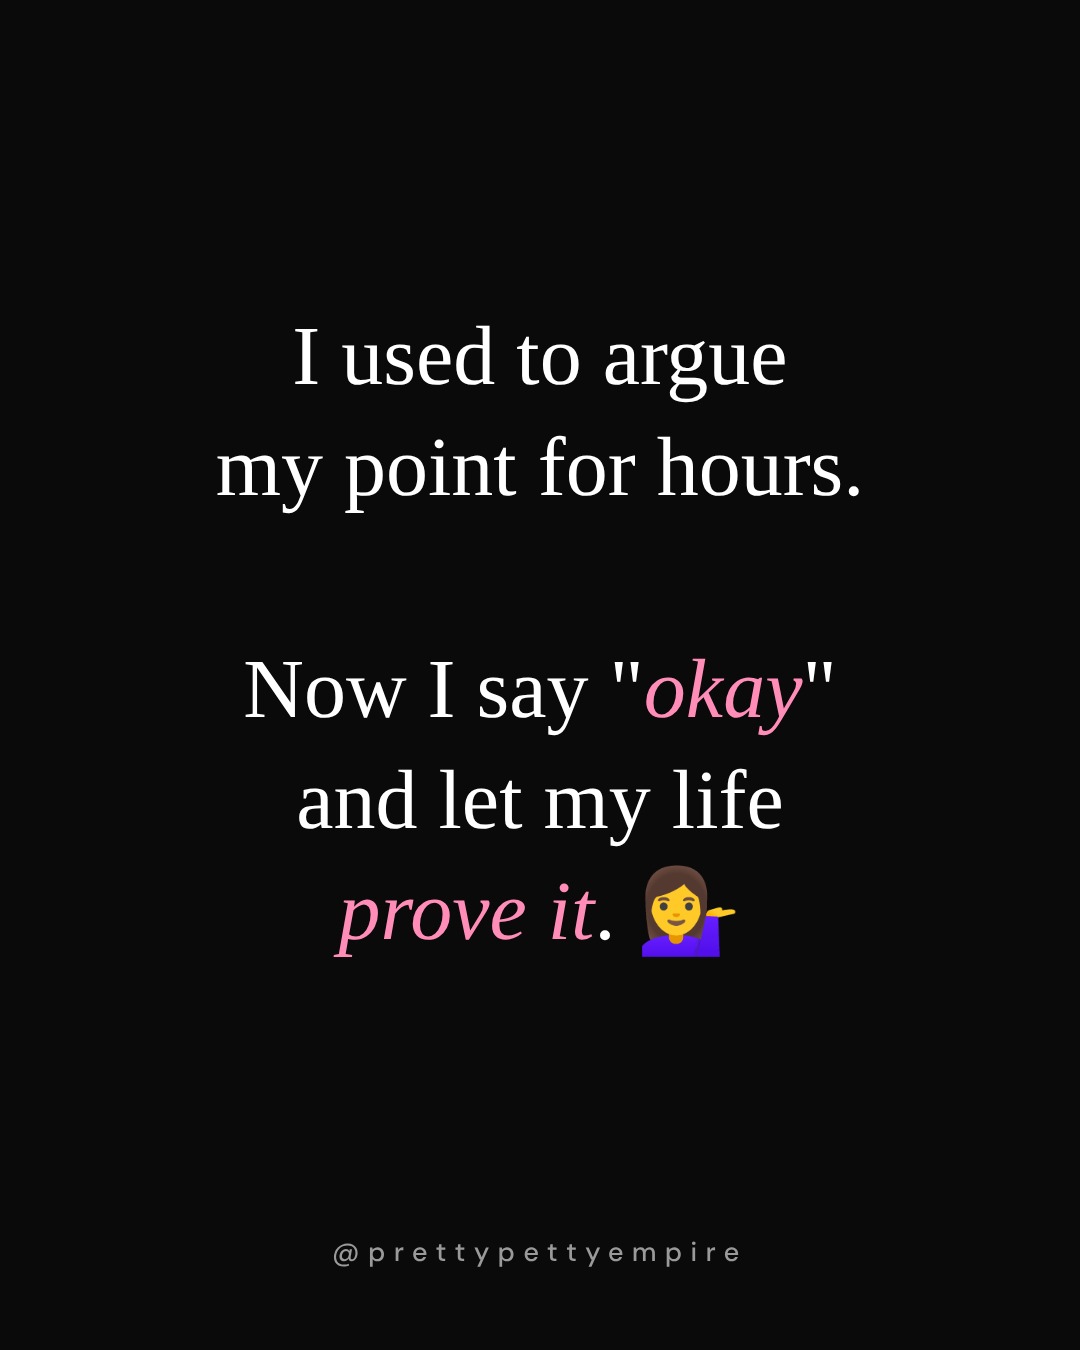 I used to argue
my point for hours.
Now I say "okay"
and let my life
prove it. 💁‍♀️
@prettypettyempire